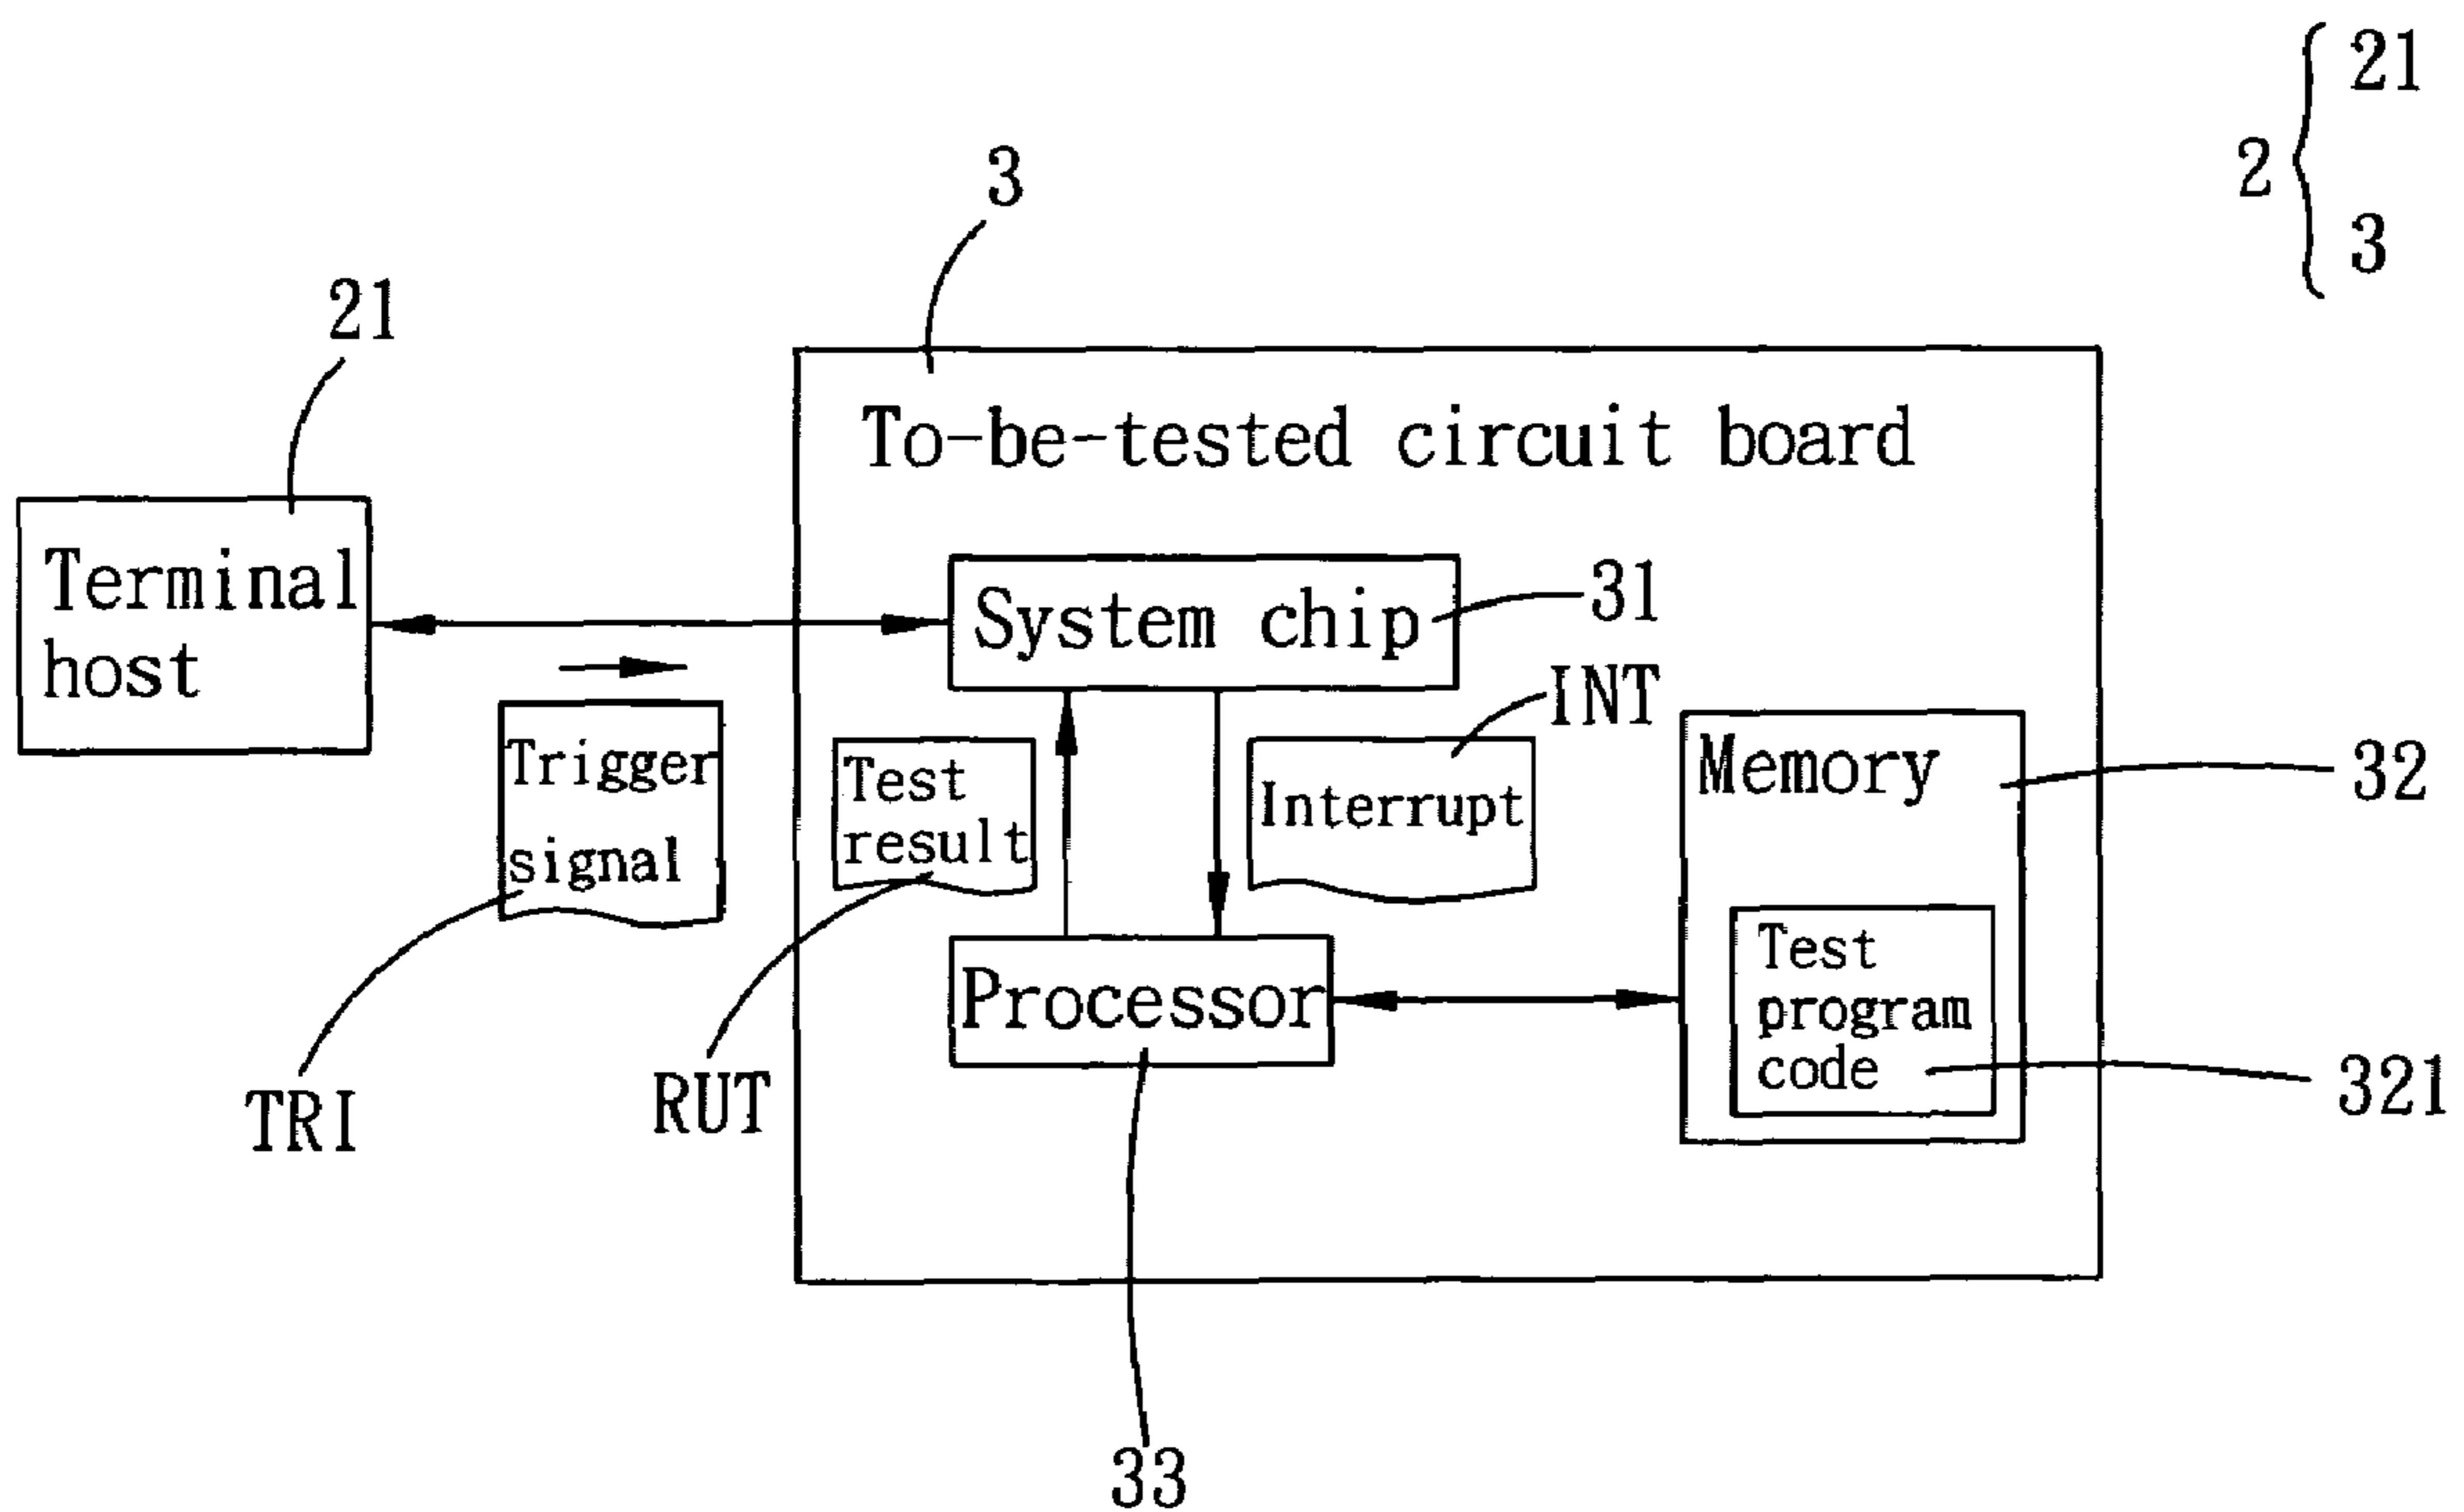 21
2
3
3
21
To-be-tested circuit board
Terminal
host
System chip
31
INT
Trigger
signal
Test
result
Interrupt
Memory
32
Processor
Test
program
code
321
TRI
RUT
33